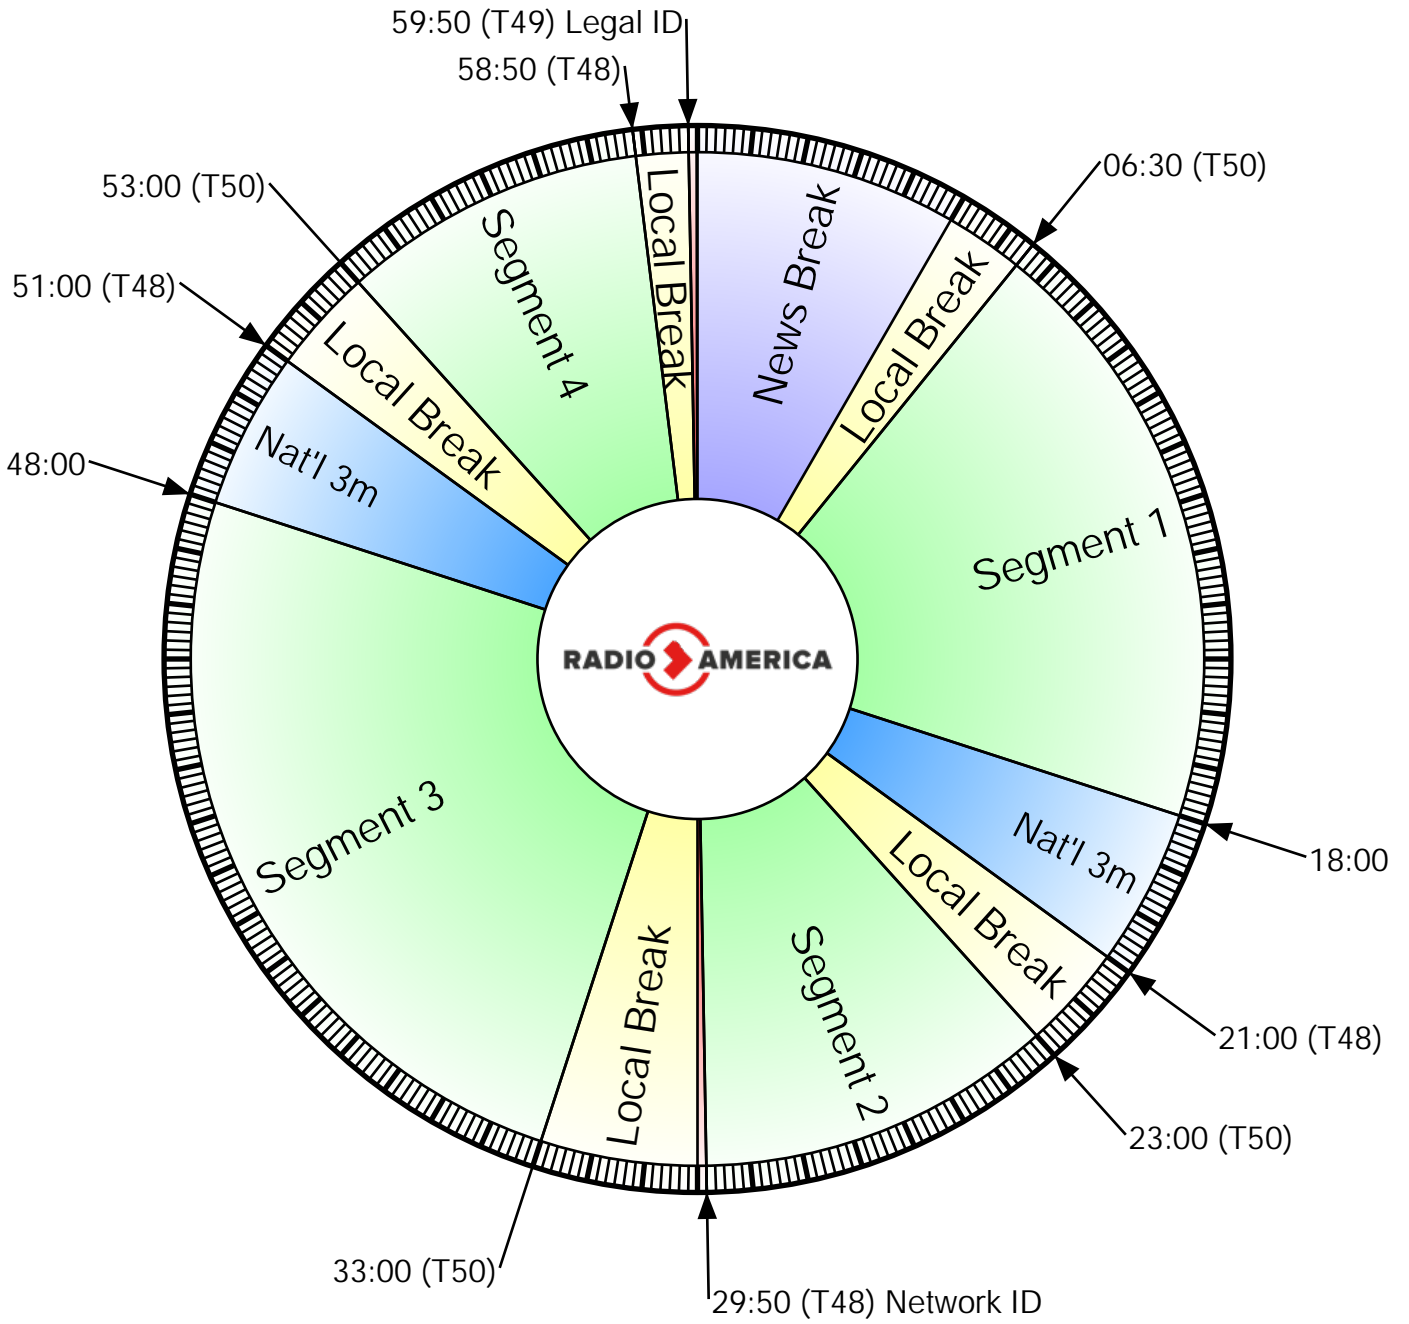 59:50 (T49) Legal ID
58:50 (T48)
53:00 (T50)
51:00 (T48)
48:00
06:30 (T50)
News Break
Local Break
Segment 1
Nat'l 3m
Local Break
Segment 2
Local Break
Segment 3
Nat'l 3m
Local Break
Segment 4
Local Break
RADIO AMERICA
18:00
21:00 (T48)
23:00 (T50)
33:00 (T50)
29:50 (T48) Network ID